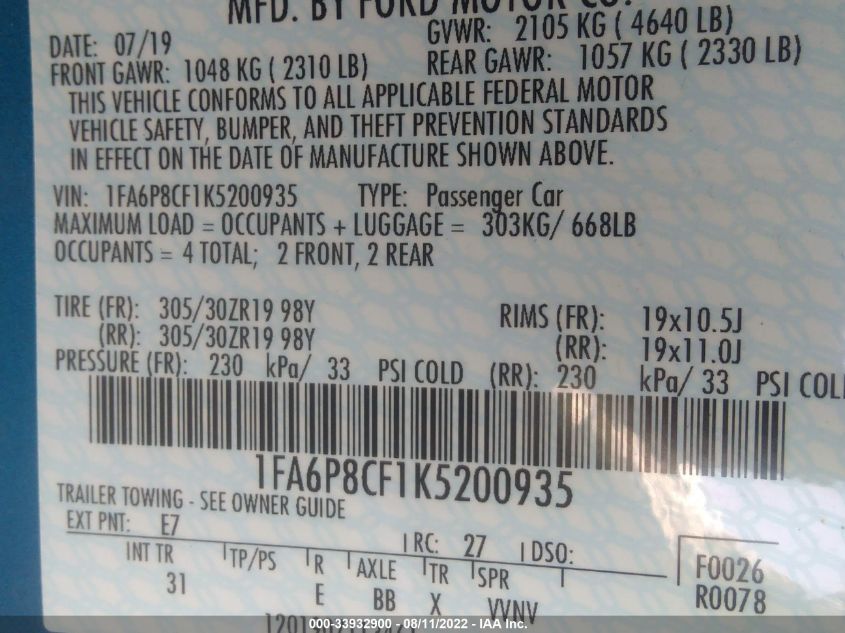 MFD. BY FORD MOTOR CO.
DATE: 07/19 GVWR: 2105 KG ( 4640 LB)
FRONT GAWR: 1048 KG ( 2310 LB) REAR GAWR: 1057 KG ( 2330 LB)
THIS VEHICLE CONFORMS TO ALL APPLICABLE FEDERAL MOTOR
VEHICLE SAFETY, BUMPER, AND THEFT PREVENTION STANDARDS
IN EFFECT ON THE DATE OF MANUFACTURE SHOWN ABOVE.
VIN: 1FA6P8CF1K5200935 TYPE: Passenger Car
MAXIMUM LOAD = OCCUPANTS + LUGGAGE = 303KG/ 668LB
OCCUPANTS = 4 TOTAL; 2 FRONT, 2 REAR
TIRE (FR): 305/30ZR19 98Y RIMS (FR): 19x10.5J
(RR): 305/30ZR19 98Y (RR): 19x11.0J
PRESSURE (FR): 230 kPa/ 33 PSI COLD (RR): 230 kPa/ 33 PSI COL
1FA6P8CF1K5200935
TRAILER TOWING - SEE OWNER GUIDE
EXT PNT: E7 RC: 27 DSO:
INT TR TP/PS R AXLE TR SPR F0026
31 E BB X VVNV R0078
000-33932900 - 08/11/2022 - IAA Inc.